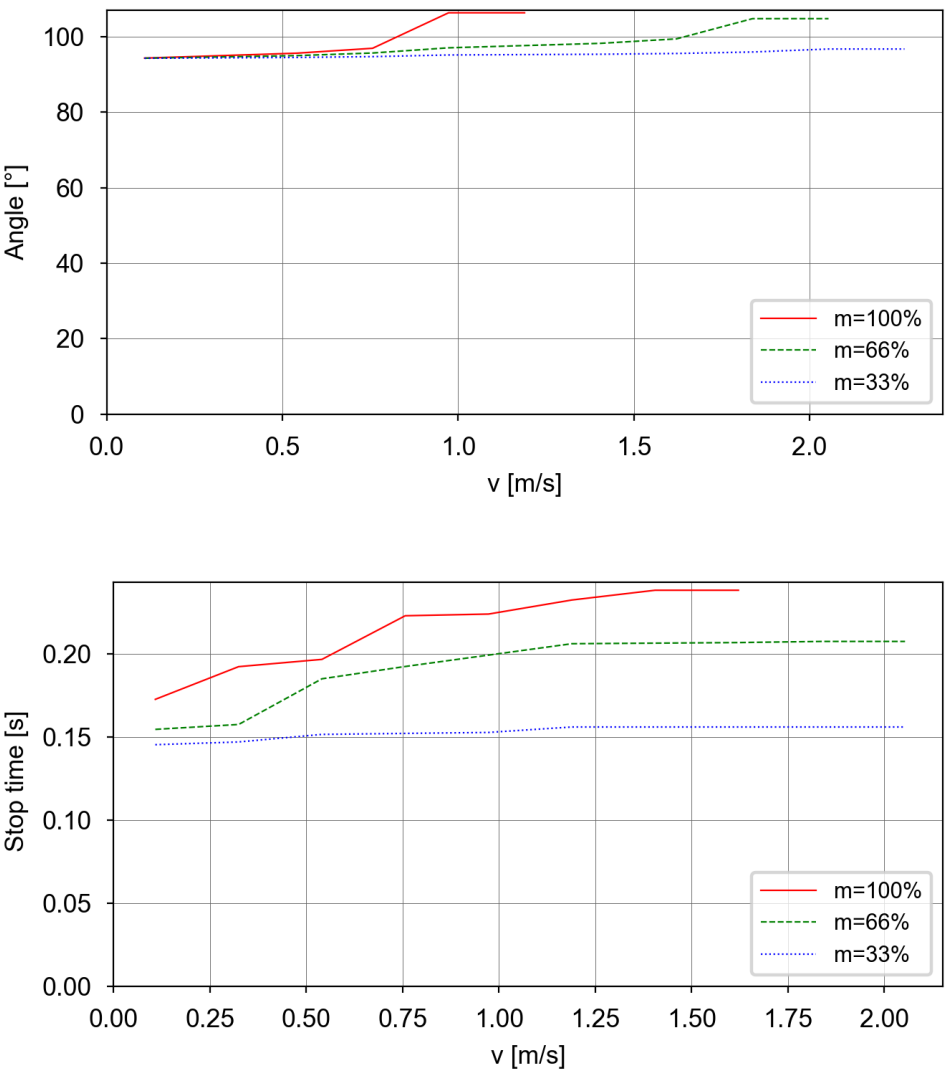 100
80
60
40
20
0
Angle [°]
0.0 0.5 1.0 1.5 2.0
v [m/s]
m=100%
m=66%
m=33%
0.20
0.15
0.10
0.05
0.00
Stop time [s]
0.00 0.25 0.50 0.75 1.00 1.25 1.50 1.75 2.00
v [m/s]
m=100%
m=66%
m=33%